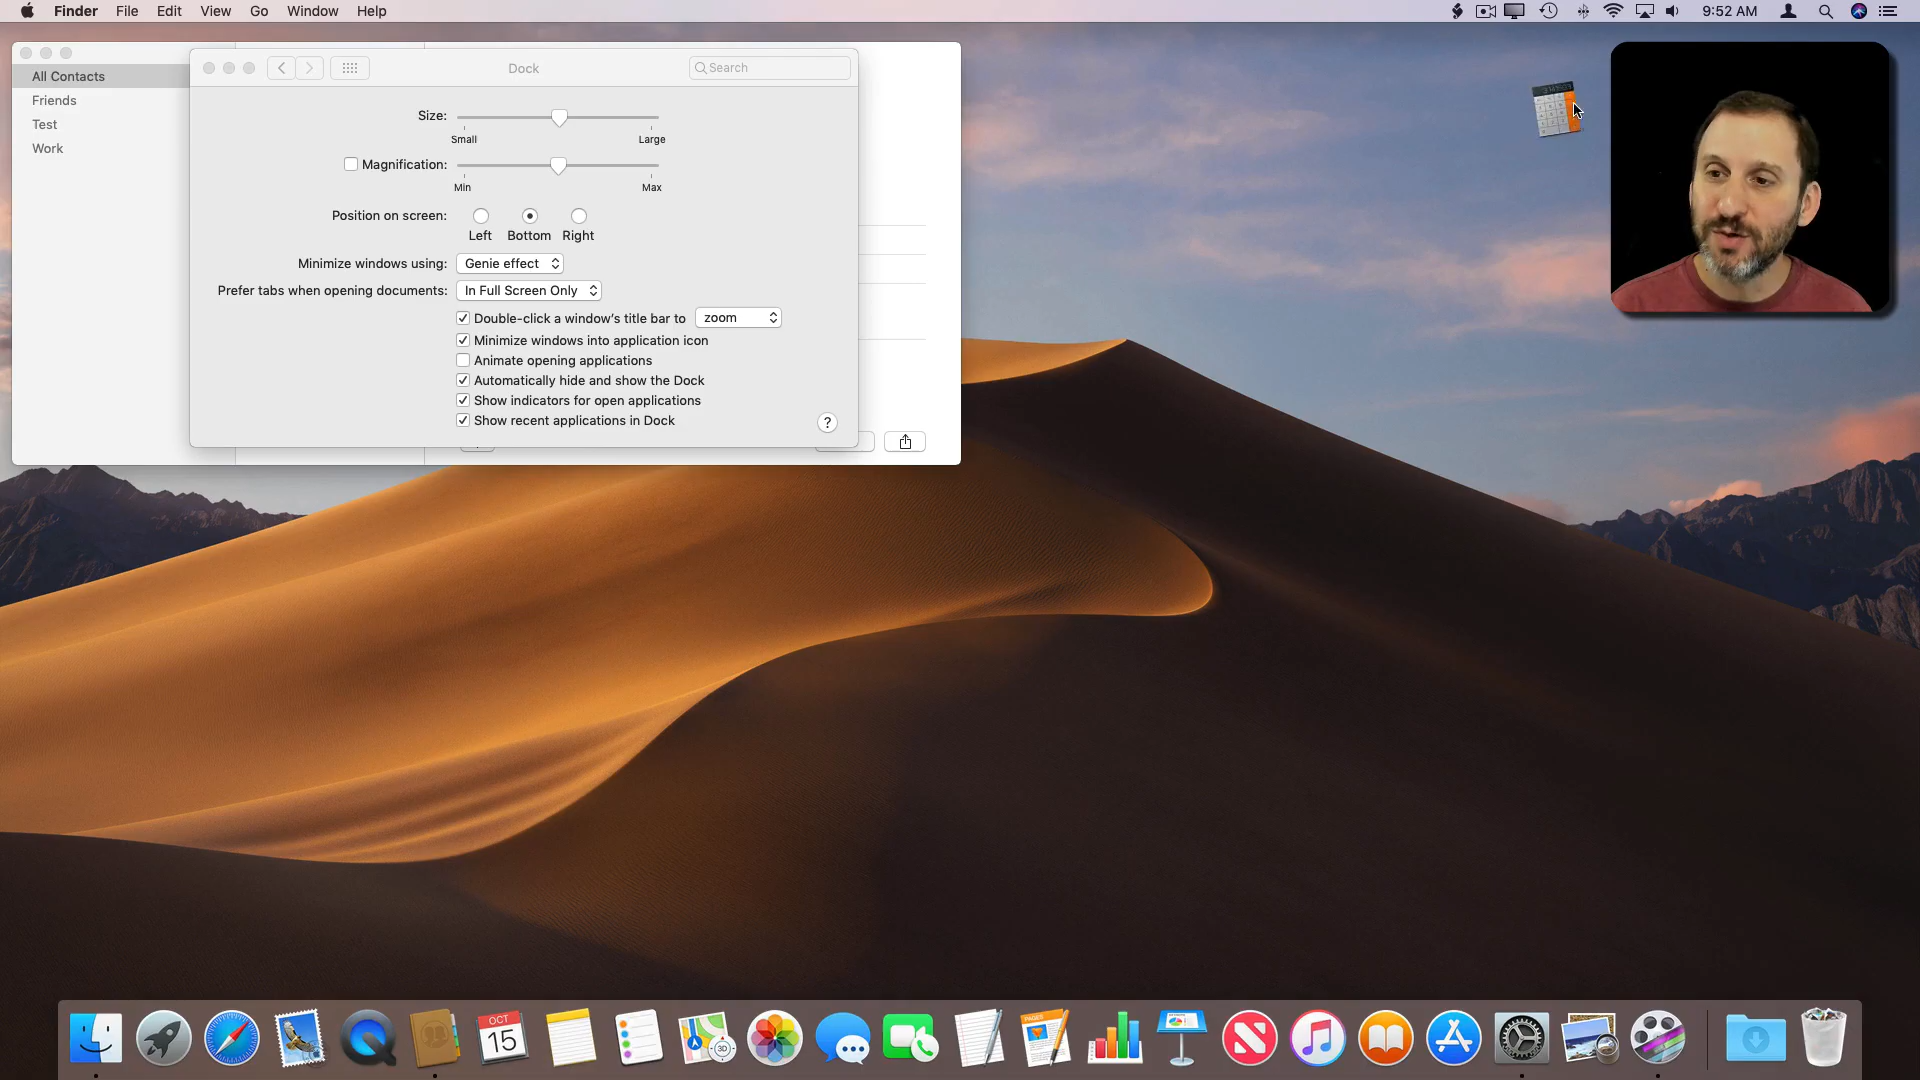 Finder File Edit View Go Window Help 9:52 AM
All Contacts
Friends
Test
Work
Dock
Search
Size:
Small Large
Magnification:
Min Max
Position on screen:
Left Bottom Right
Minimize windows using: Genie effect
Prefer tabs when opening documents: In Full Screen Only
Double-click a window's title bar to zoom
Minimize windows into application icon
Animate opening applications
Automatically hide and show the Dock
Show indicators for open applications
Show recent applications in Dock
?
OCT
15
3D
PAGES